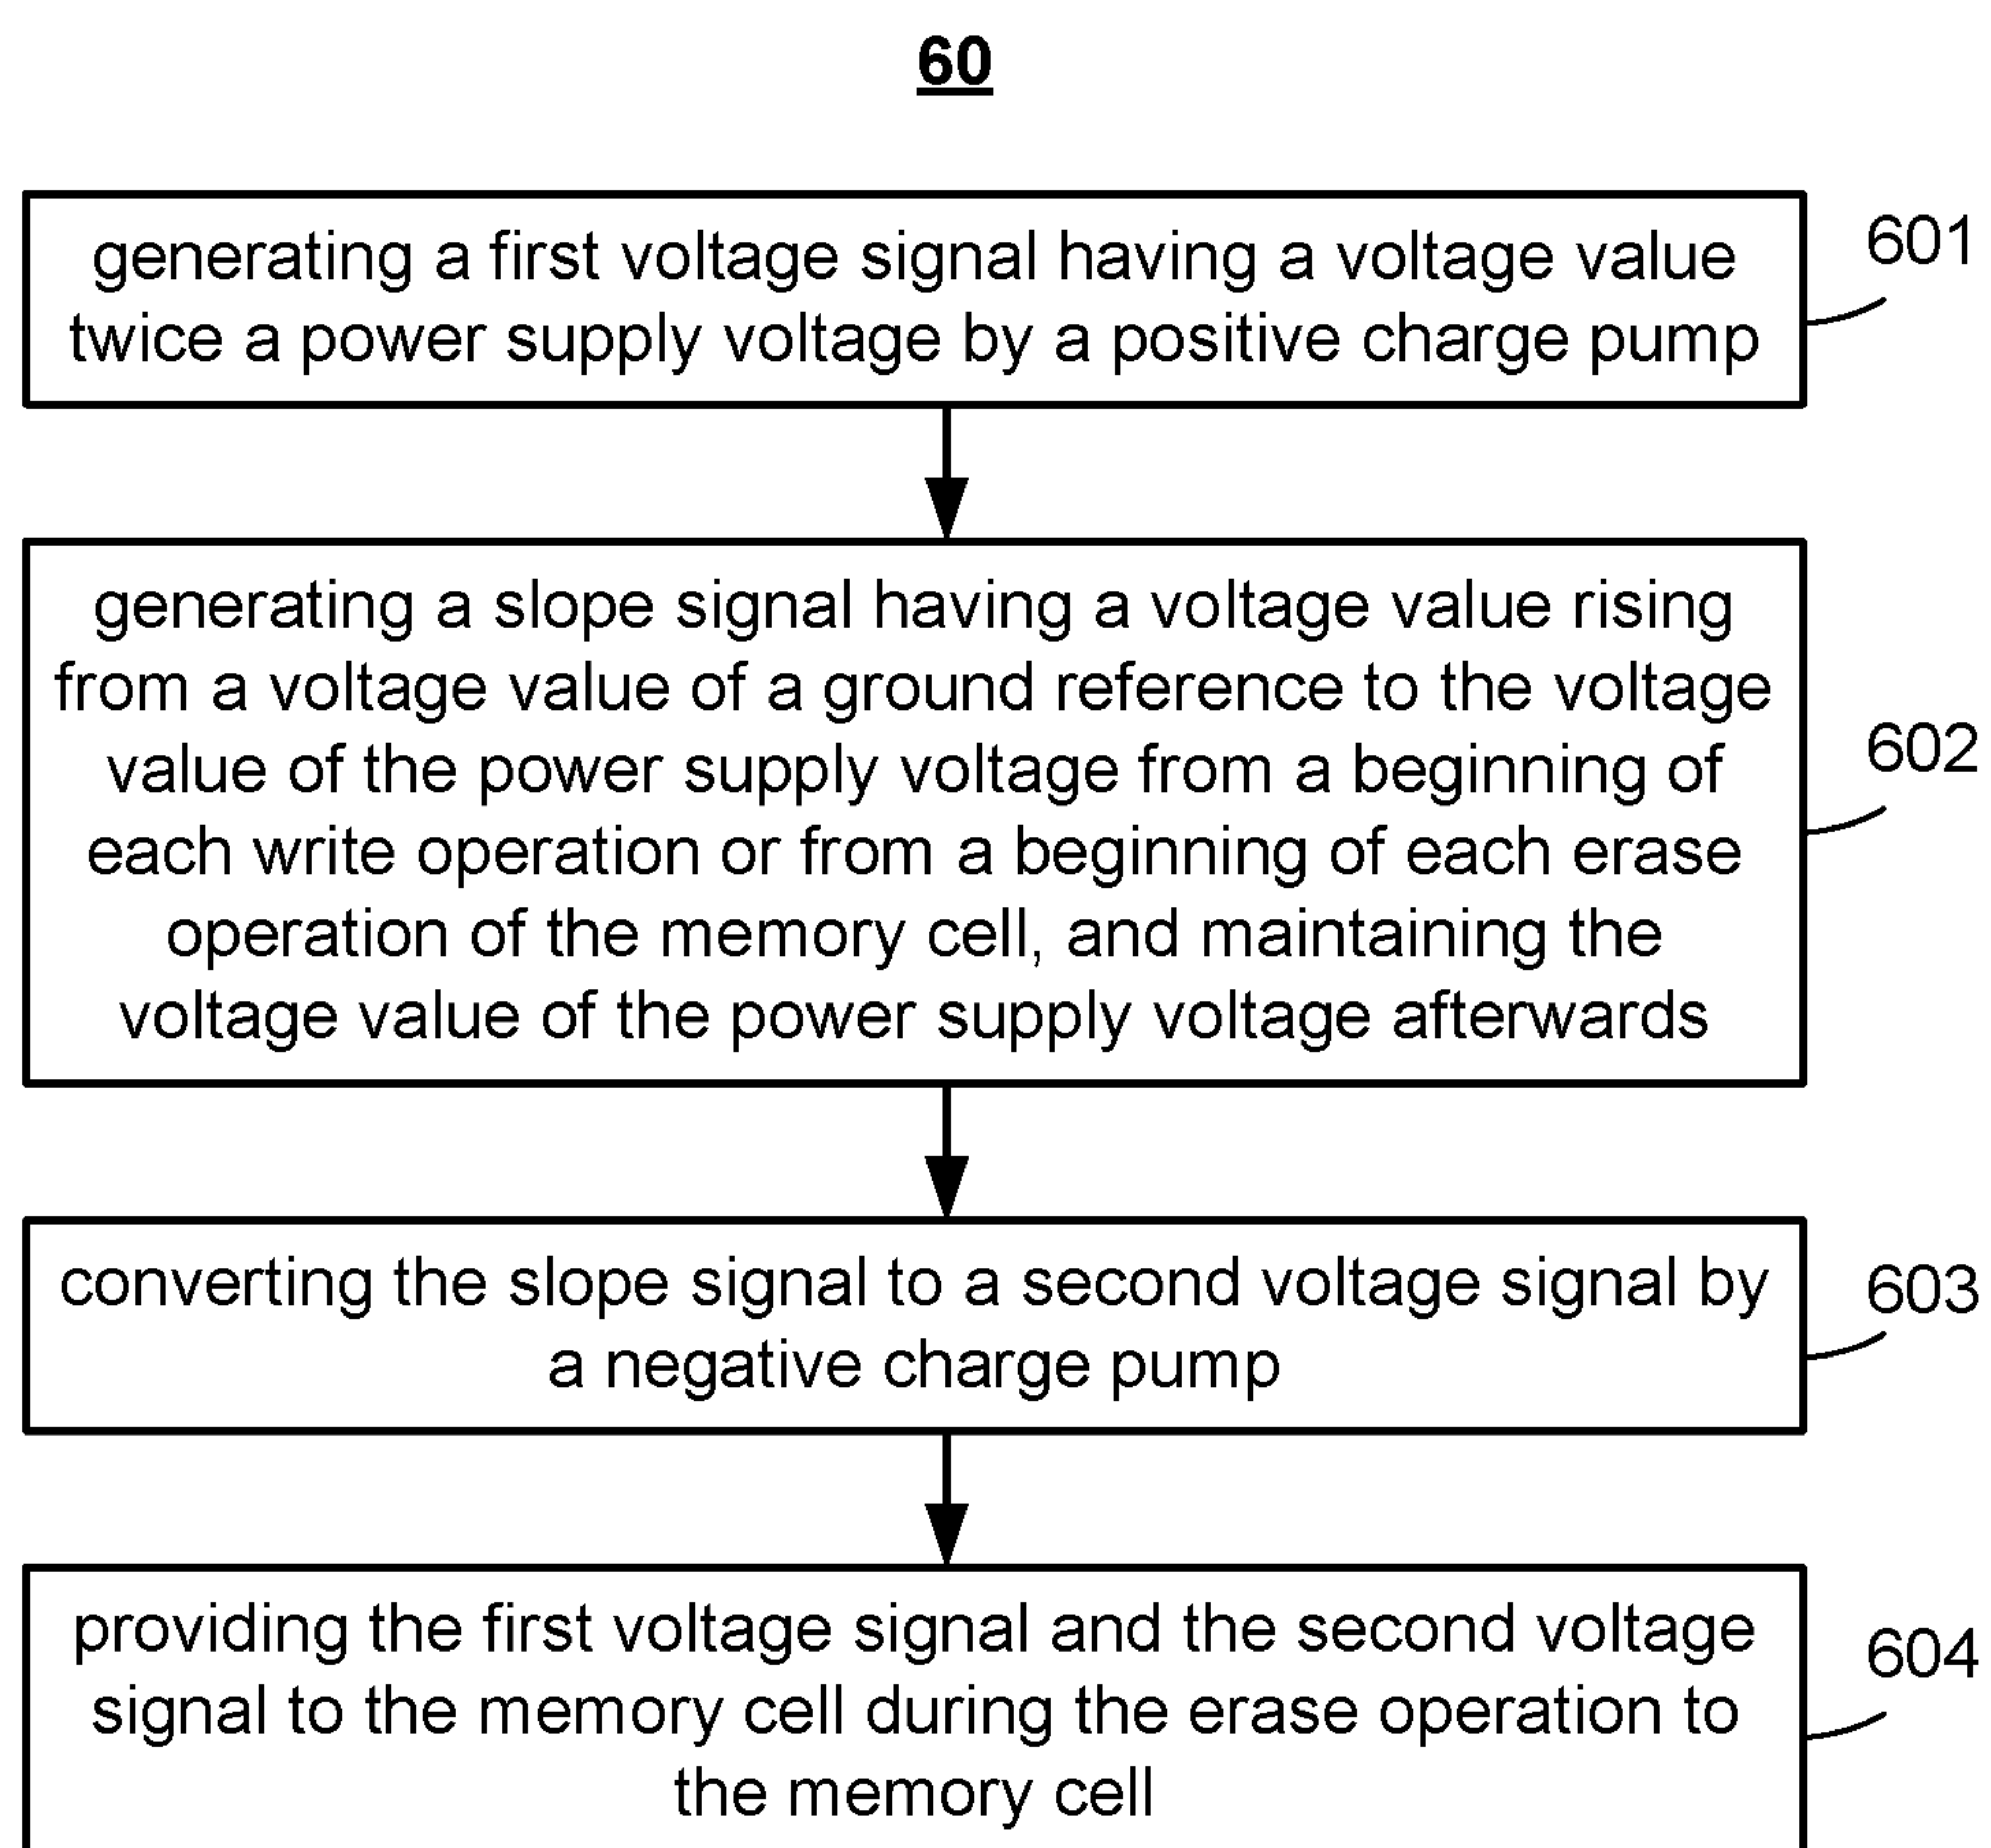 60
generating a first voltage signal having a voltage value
twice a power supply voltage by a positive charge pump
601
generating a slope signal having a voltage value rising
from a voltage value of a ground reference to the voltage
value of the power supply voltage from a beginning of
each write operation or from a beginning of each erase
operation of the memory cell, and maintaining the
voltage value of the power supply voltage afterwards
602
converting the slope signal to a second voltage signal by
a negative charge pump
603
providing the first voltage signal and the second voltage
signal to the memory cell during the erase operation to
the memory cell
604